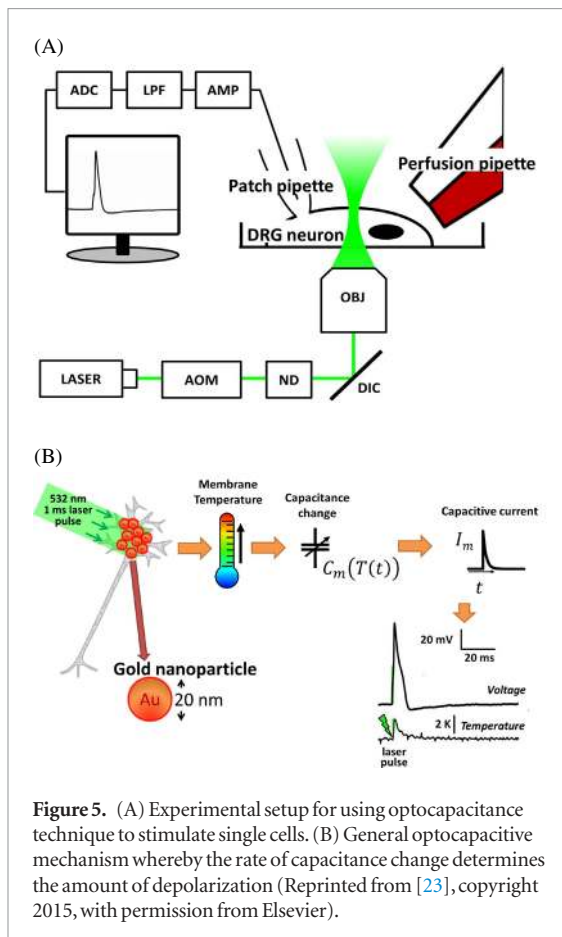 (A)
ADC
LPF
AMP
Patch pipette
Perfusion pipette
DRG neuron
OBJ
LASER
AOM
ND
DIC
(B)
532 nm
1 ms laser
pulse
Membrane
Temperature
Capacitance
change
C_m(T(t))
Capacitive current
I_m
t
Gold nanoparticle
Au
20 nm
20 mV
20 ms
Voltage
2 K
Temperature
laser
pulse
Figure 5. (A) Experimental setup for using optocapacitance
technique to stimulate single cells. (B) General optocapacitive
mechanism whereby the rate of capacitance change determines
the amount of depolarization (Reprinted from [23], copyright
2015, with permission from Elsevier).